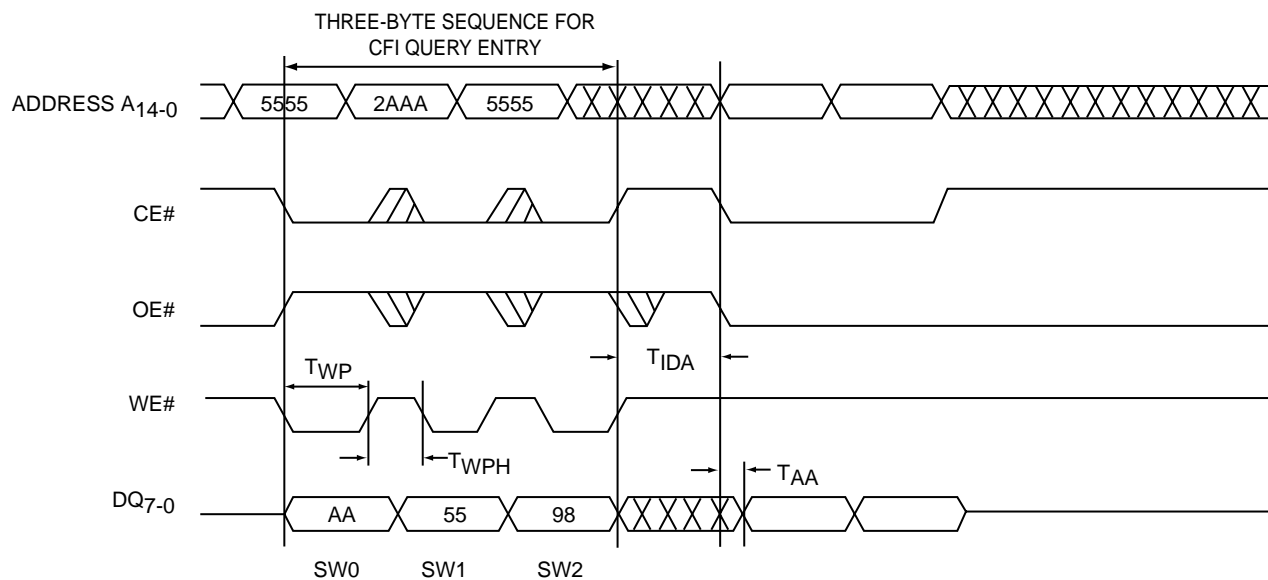 THREE-BYTE SEQUENCE FOR
CFI QUERY ENTRY
ADDRESS A14-0
5555
2AAA
5555
CE#
OE#
TWP
TIDA
WE#
TWPH
TAA
DQ7-0
AA
55
98
SW0
SW1
SW2